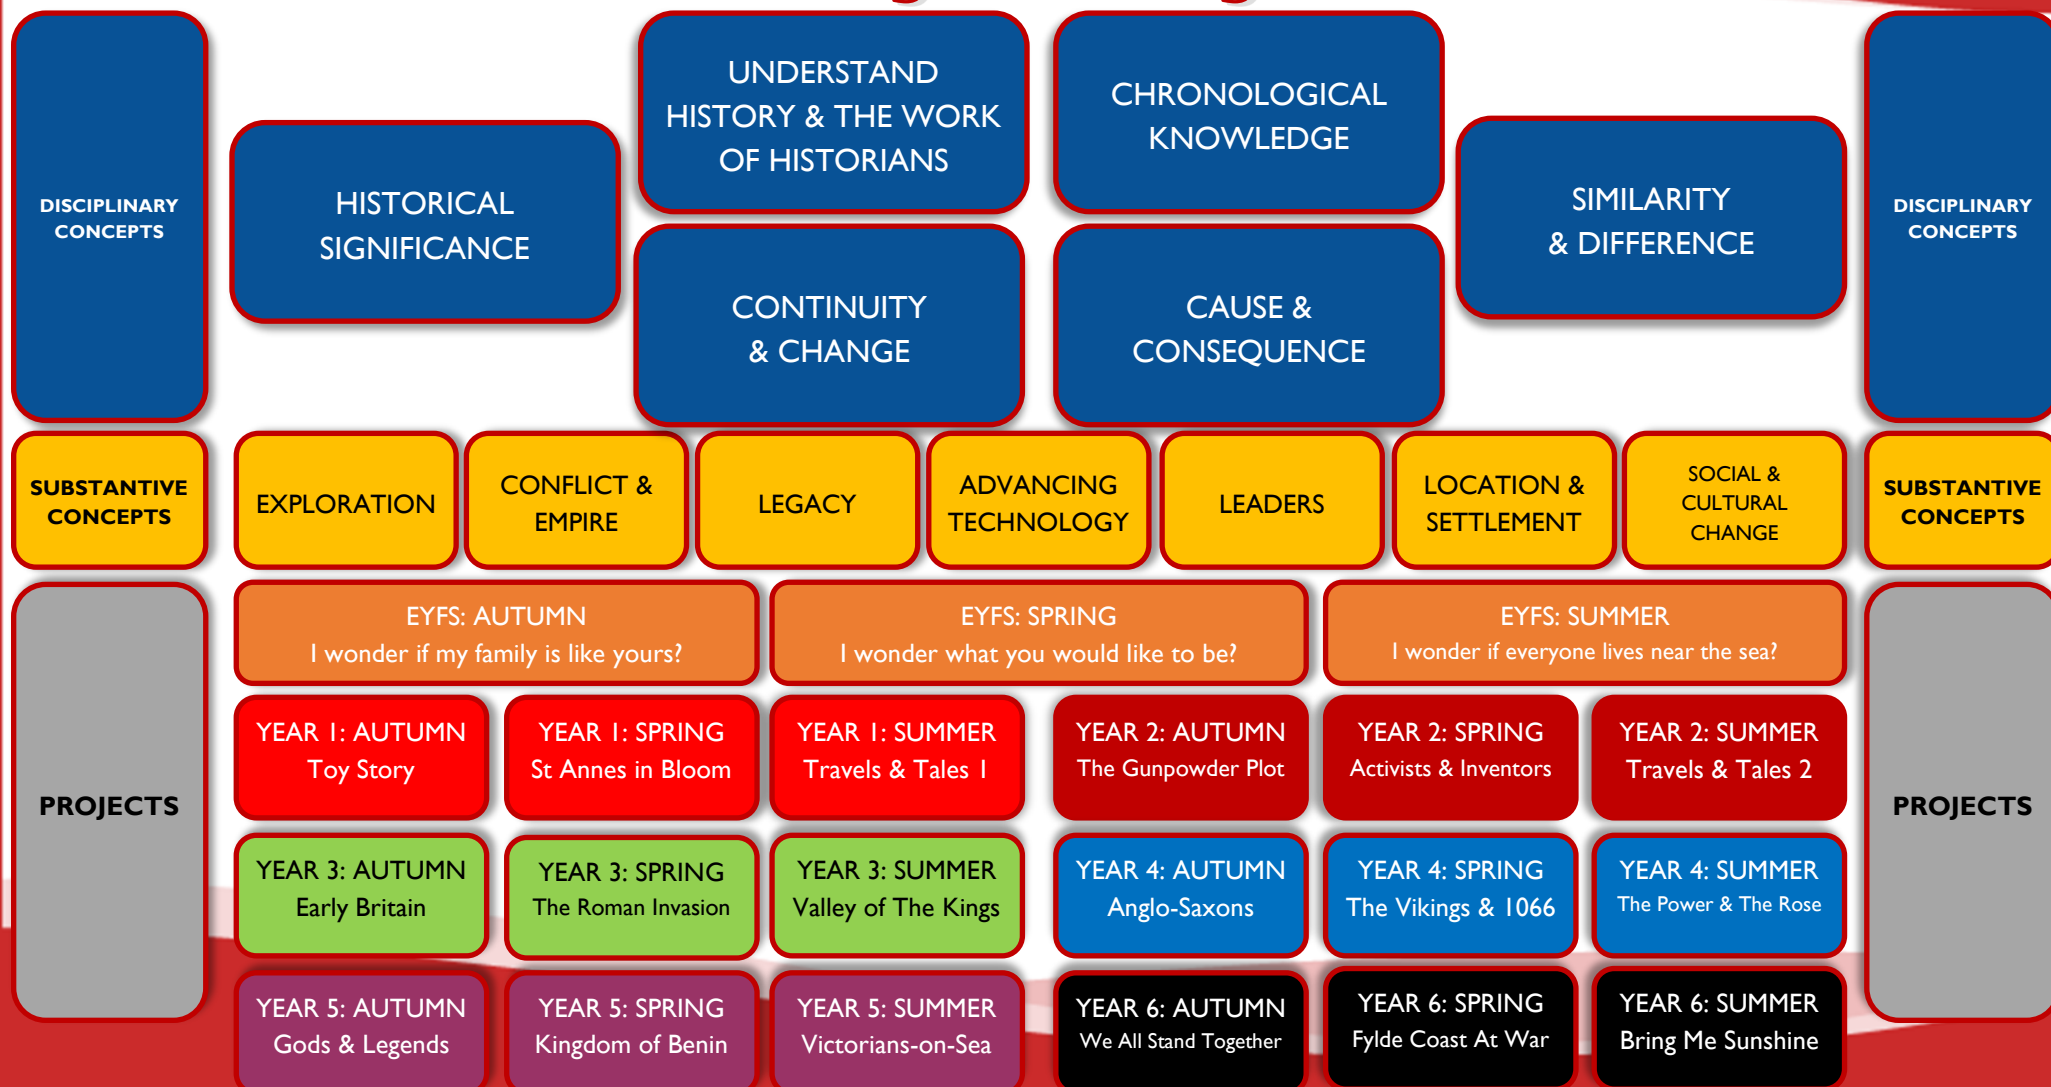 DISCIPLINARY
CONCEPTS
HISTORICAL
SIGNIFICANCE
UNDERSTAND
HISTORY & THE WORK
OF HISTORIANS
CHRONOLOGICAL
KNOWLEDGE
SIMILARITY
& DIFFERENCE
DISCIPLINARY
CONCEPTS
CONTINUITY
& CHANGE
CAUSE &
CONSEQUENCE
SUBSTANTIVE
CONCEPTS
EXPLORATION
CONFLICT &
EMPIRE
LEGACY
ADVANCING
TECHNOLOGY
LEADERS
LOCATION &
SETTLEMENT
SOCIAL &
CULTURAL
CHANGE
SUBSTANTIVE
CONCEPTS
PROJECTS
EYFS: AUTUMN
I wonder if my family is like yours?
EYFS: SPRING
I wonder what you would like to be?
EYFS: SUMMER
I wonder if everyone lives near the sea?
PROJECTS
YEAR 1: AUTUMN
Toy Story
YEAR 1: SPRING
St Annes in Bloom
YEAR 1: SUMMER
Travels & Tales 1
YEAR 2: AUTUMN
The Gunpowder Plot
YEAR 2: SPRING
Activists & Inventors
YEAR 2: SUMMER
Travels & Tales 2
YEAR 3: AUTUMN
Early Britain
YEAR 3: SPRING
The Roman Invasion
YEAR 3: SUMMER
Valley of The Kings
YEAR 4: AUTUMN
Anglo-Saxons
YEAR 4: SPRING
The Vikings & 1066
YEAR 4: SUMMER
The Power & The Rose
YEAR 5: AUTUMN
Gods & Legends
YEAR 5: SPRING
Kingdom of Benin
YEAR 5: SUMMER
Victorians-on-Sea
YEAR 6: AUTUMN
We All Stand Together
YEAR 6: SPRING
Fylde Coast At War
YEAR 6: SUMMER
Bring Me Sunshine